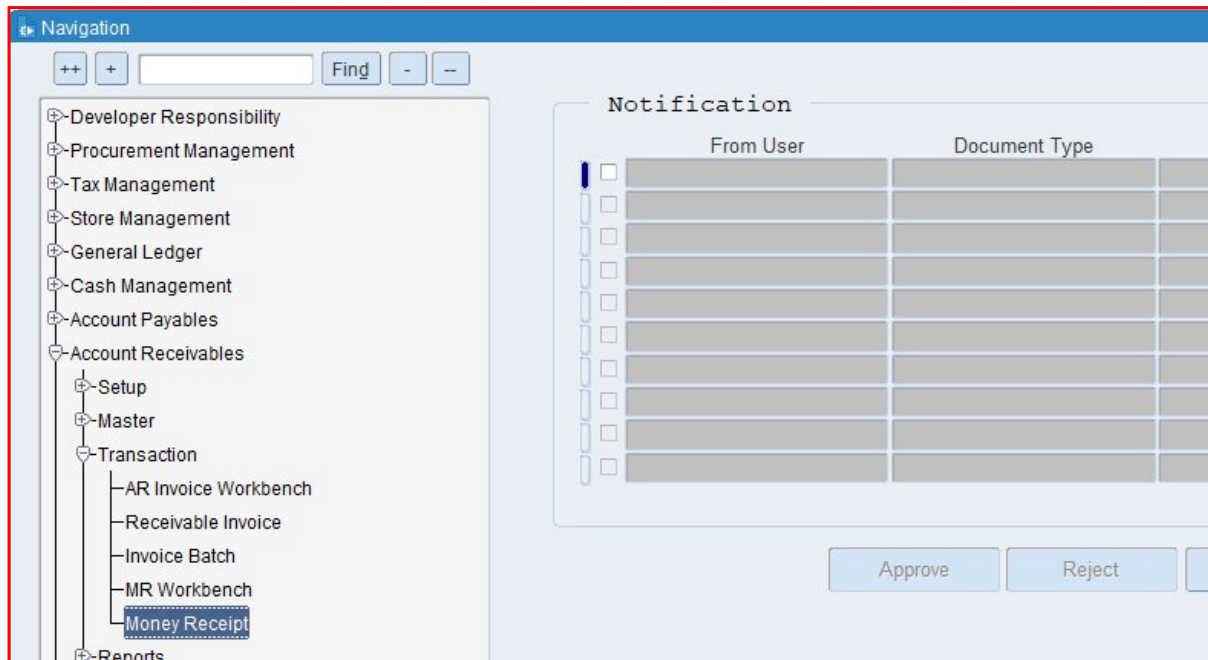 Navigation
++ + Find - --
Developer Responsibility
Procurement Management
Tax Management
Store Management
General Ledger
Cash Management
Account Payables
Account Receivables
Setup
Master
Transaction
AR Invoice Workbench
Receivable Invoice
Invoice Batch
MR Workbench
Money Receipt
Reports
Notification
From User Document Type
Approve Reject